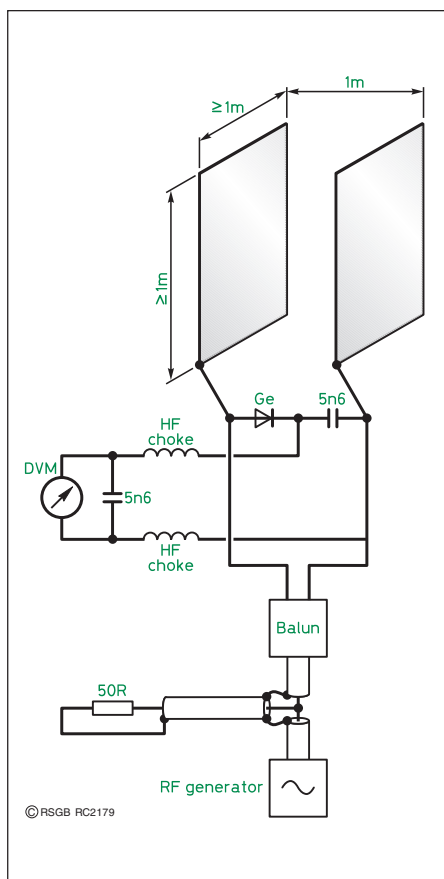 ≥1m
1m
≥1m
Ge
5n6
HF
choke
DVM
5n6
HF
choke
Balun
50R
RF generator
© RSGB RC2179